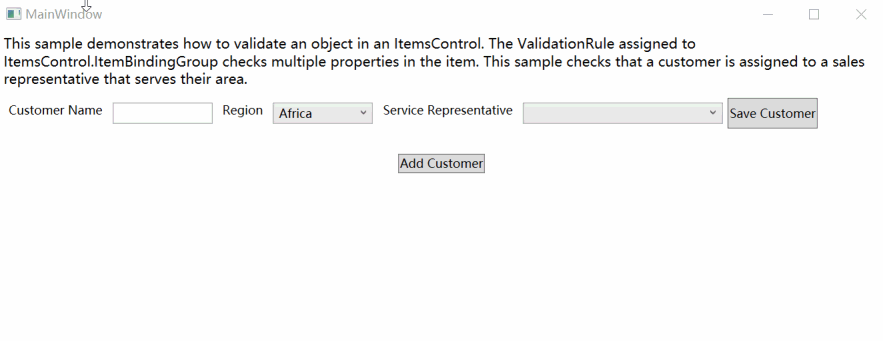 MainWindow
This sample demonstrates how to validate an object in an ItemsControl. The ValidationRule assigned to
ItemsControl.ItemBindingGroup checks multiple properties in the item. This sample checks that a customer is assigned to a sales
representative that serves their area.
Customer Name Region Africa Service Representative Save Customer
Add Customer